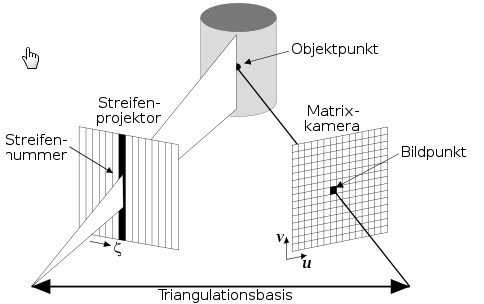 Objektpunkt
Streifen-
projektor
Matrix-
kamera
Streifen-
nummer
Bildpunkt
ζ
v
u
Triangulationsbasis